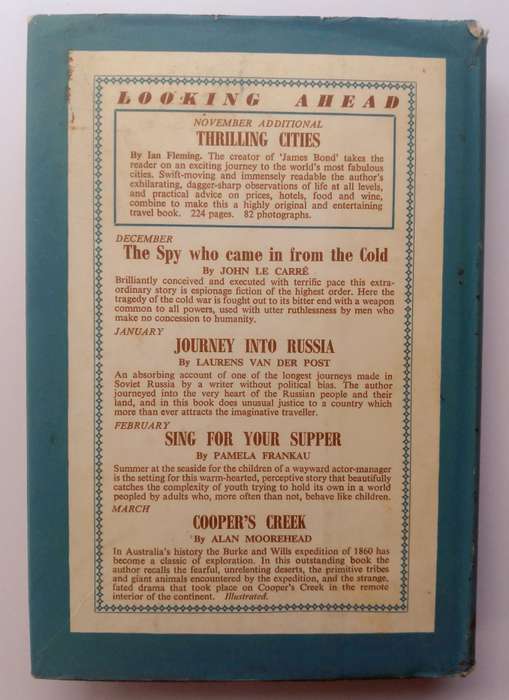 LOOKING AHEAD
NOVEMBER ADDITIONAL
THRILLING CITIES
By Ian Fleming. The creator of 'James Bond' takes the
reader on an exciting journey to the world's most fabulous
cities. Swift-moving and immensely readable the author's
exhilarating, dagger-sharp observations of life at all levels,
and practical advice on prices, hotels, food and wine,
combine to make this a highly original and entertaining
travel book. 224 pages. 82 photographs.
DECEMBER
The Spy who came in from the Cold
By JOHN LE CARRÉ
Brilliantly conceived and executed with terrific pace this extra-
ordinary story is espionage fiction of the highest order. Here the
tragedy of the cold war is fought out to its bitter end with a weapon
common to all powers, used with utter ruthlessness by men who
make no concession to humanity.
JANUARY
JOURNEY INTO RUSSIA
By LAURENS VAN DER POST
An absorbing account of one of the longest journeys made in
Soviet Russia by a writer without political bias. The author
journeyed into the very heart of the Russian people and their
land, and in this book does unusual justice to a country which
more than ever attracts the imaginative traveller.
FEBRUARY
SING FOR YOUR SUPPER
By PAMELA FRANKAU
Summer at the seaside for the children of a wayward actor-manager
is the setting for this warm-hearted, perceptive story that beautifully
catches the complexity of youth trying to hold its own in a world
peopled by adults who, more often than not, behave like children.
MARCH
COOPER'S CREEK
By ALAN MOOREHEAD
In Australia's history the Burke and Wills expedition of 1860 has
become a classic of exploration. In this outstanding book the
author recalls the fearful, unrelenting deserts, the primitive tribes
and giant animals encountered by the expedition, and the strange,
fated drama that took place on Cooper's Creek in the remote
interior of the continent. Illustrated.